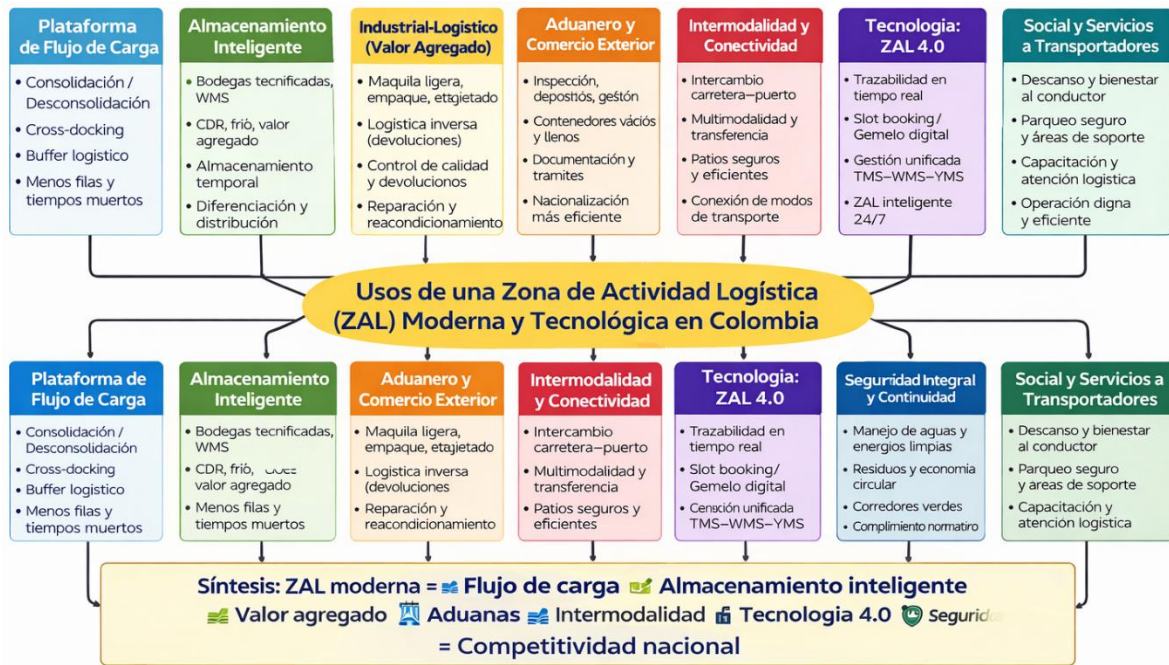 Plataforma
de Flujo de Carga
• Consolidación /
Desconsolidación
• Cross-docking
• Buffer logistico
• Menos filas y
tiempos muertos
Almacenamiento
Inteligente
• Bodegas tecnificadas,
WMS
• CDR, friò, valor
agregado
• Almacenamiento
temporal
• Diferenciación y
distribución
Industrial-Logístico
(Valor Agregado)
• Maquila ligera,
empaque,
• Logistica inversa
(devoluciones)
• Control de calidad
y devolucionos
• Reparación y
reacondicionamiento
Aduanero y
Comercio Exterior
• Inspección,
depositós, gestón
• Contenedores vàciós
y llenos
• Documentación y
tramites
• Nacionalización
más eficiente
Intermodalidad y
Conectividad
• Intercambio
carretera–puerto
• Multimodalidad y
transferencia
• Patios seguros
y eficientes
• Conexión de modos
de transporte
Tecnología:
ZAL 4.0
• Trazabilidad en
tiempo real
• Slot booking /
Gemelo digital
• Gestión unificada
TMS–WMS–YMS
• ZAL inteligente
24/7
Social y Servicios
a Transportadores
• Descanso y bienestar
al conductor
• Parqueo seguro
y áreas de soporte
• Capacitación y
atención logistica
• Operación digna
y eficiente
Usos de una Zona de Actividad Logística
(ZAL) Moderna y Tecnológica en Colombia
Plataforma de
Flujo de Carga
• Consolidación /
Desconsolidación
• Cross-docking
• Buffer logistico
• Menos filas y
tiempos muertos
Almacenamiento
Inteligente
• Bodegas tecnificadas,
WMS
• CDR, friò,
valor agregado
• Menos filas y
tiempos muertos
Aduanero y
Comercio Exterior
• Maquila ligera,
empaque,
• Logistica inversa
(devoluciones
• Reparación y
reacondicionamiento
Intermodalidad
y Conectividad
• Intercambio
carretera–puerto
• Multimodalidad y
transferencia
• Patios seguros y
eficientes
Tecnologia:
ZAL 4.0
• Trazabilidad en
tiempo real
• Slot booking/
Gemelo digital
• unificada
TMS–WMS–YMS
Integral
y Continuidad
• Manejo de aguas y
energios limpias
• Residuos y economia
circular
• Corredores verdes
• normatiro
Social y Servicios a
Transportadores
• Descanso y bienestar
al conductor
• Parqueo seguro
y areas de soporte
• Capacitación y
atención logistica
Síntesis: ZAL moderna = Flujo de carga Almacenamiento inteligente
Valor agregado Aduanas Intermodalidad Tecnologia 4.0
= Competitividad nacional